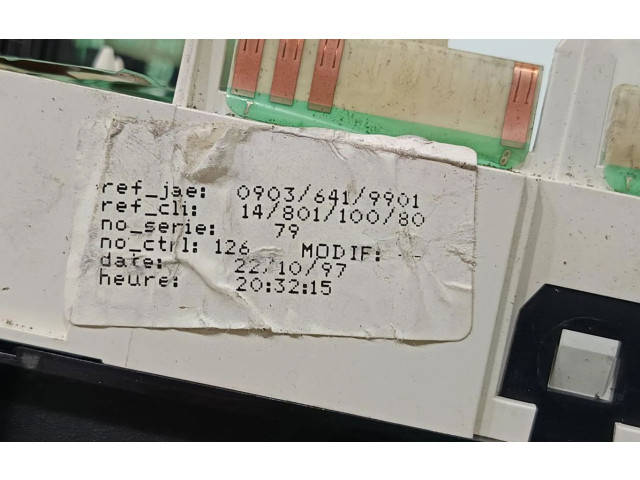 ref_jae: 0903/641/9901
ref_cli: 14/801/100/80
no_serie: 79
no_ctrl: 126 MODIF: --
date: 22/10/97
heure: 20:32:15